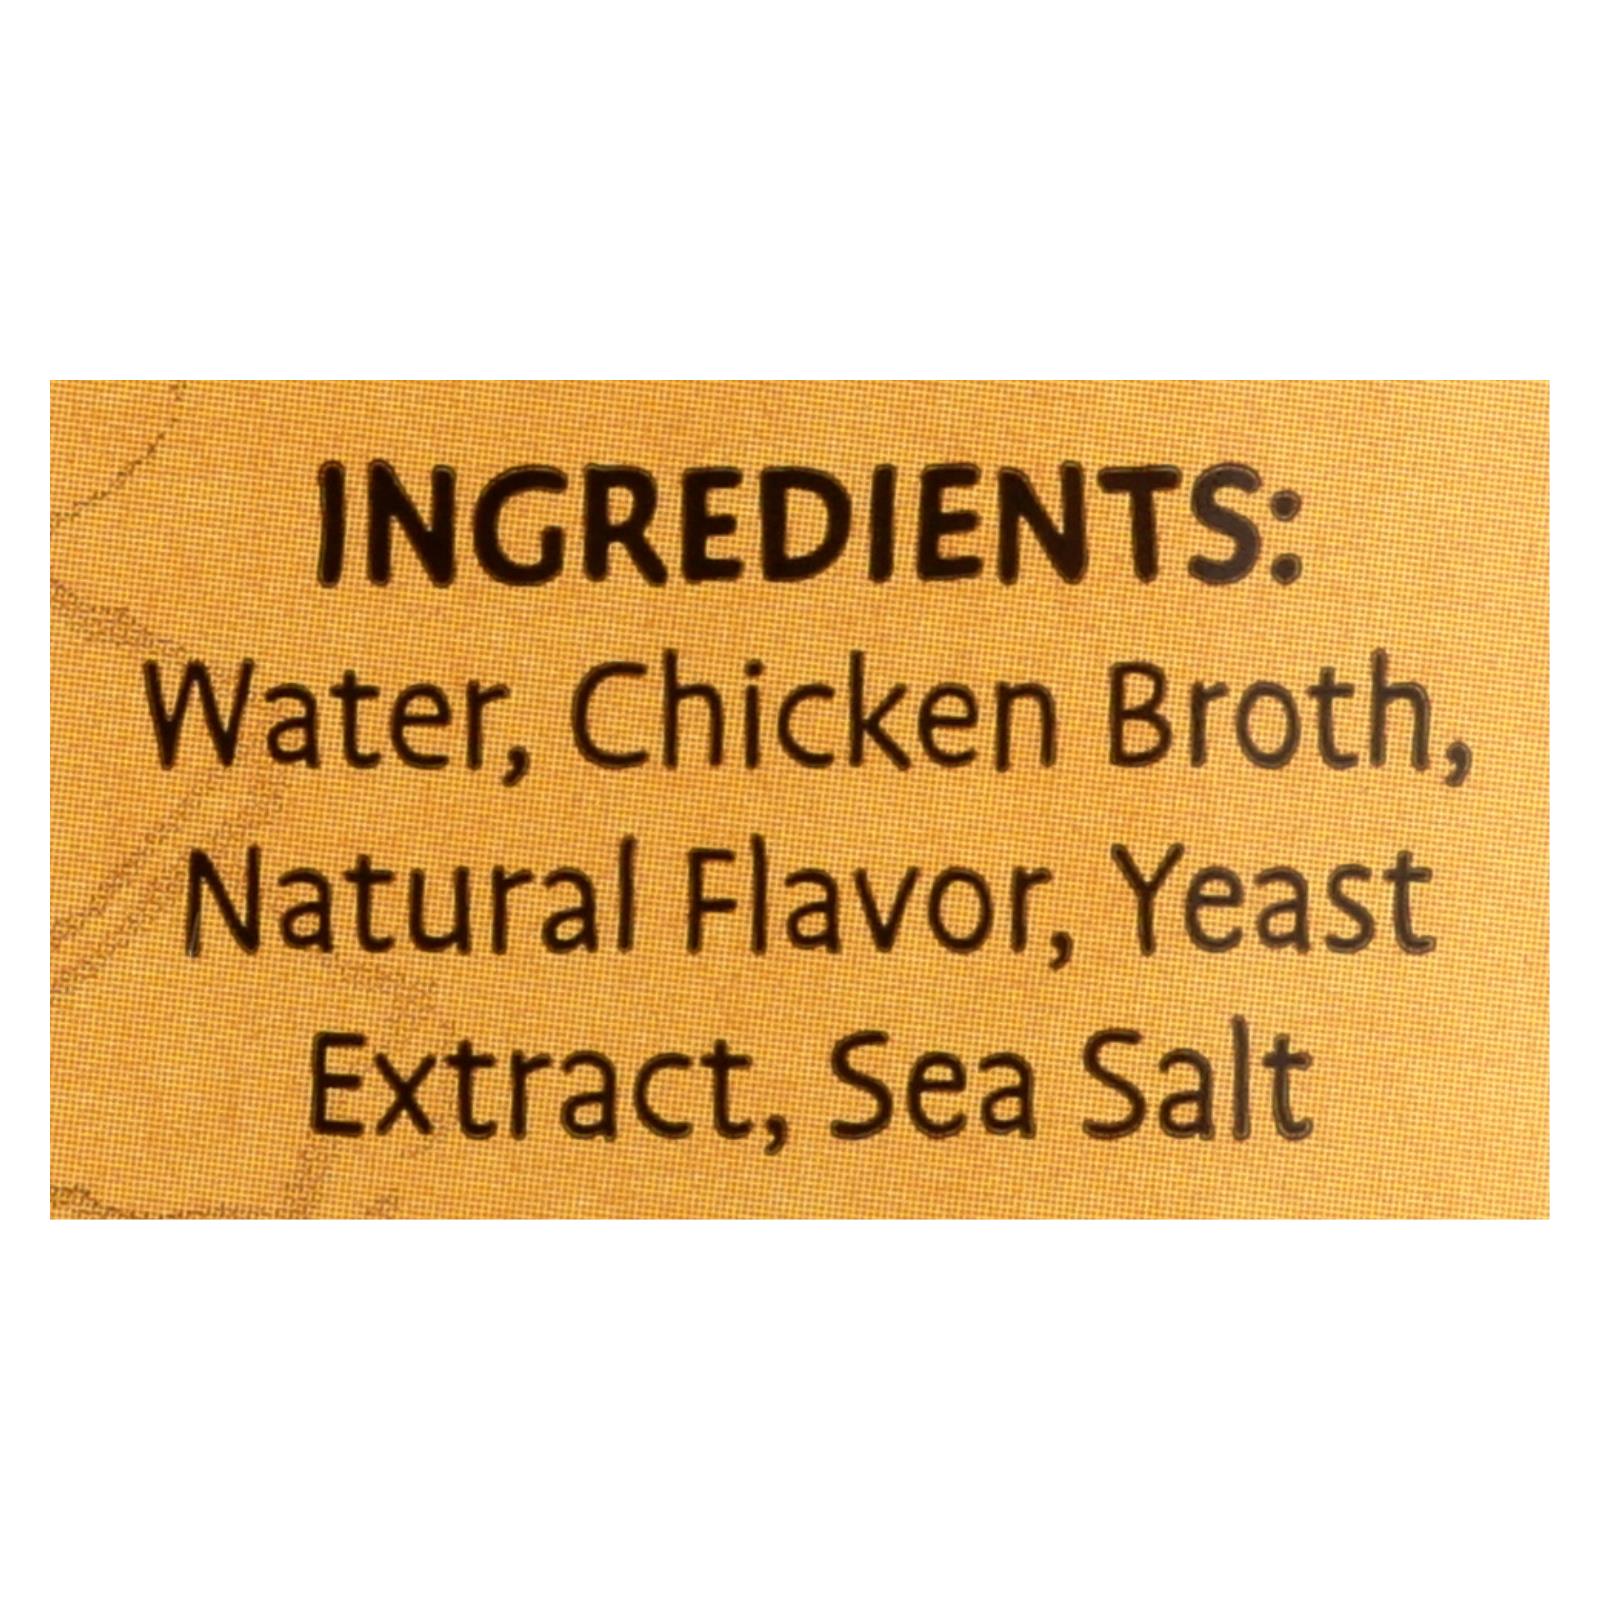 INGREDIENTS:
Water, Chicken Broth,
Natural Flavor, Yeast
Extract, Sea Salt